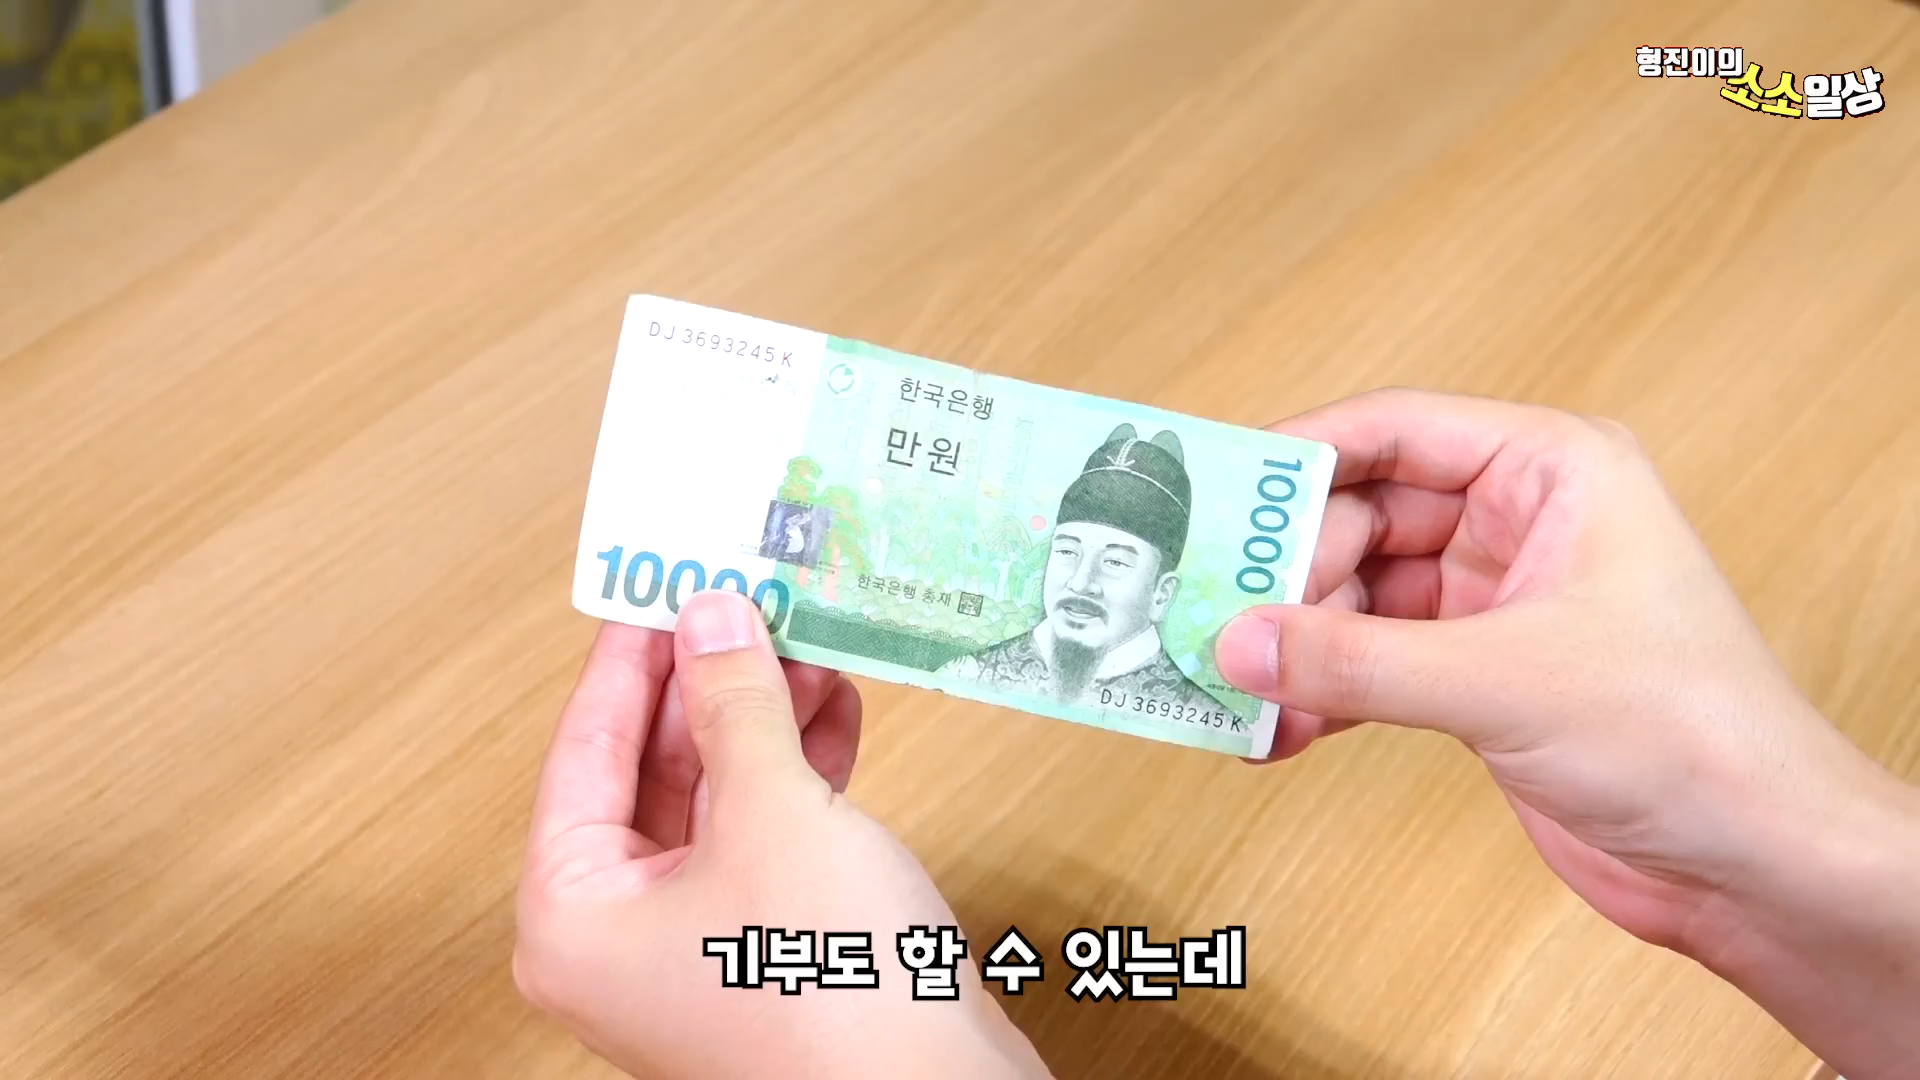 형진이의
소소일상
DJ 3693245 K
한국은행
만원
10000
10000
한국은행 총재
DJ 3693245 K
기부도 할 수 있는데